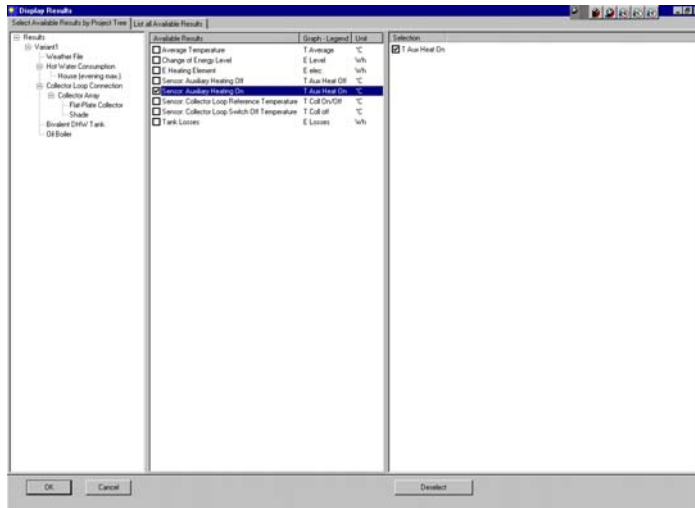 Display Results
Select Available Results by Project Tree List all Available Results
Results
Variant1
Weather File
Hot Water Consumption
House (evening max.)
Collector Loop Connection
Collector Array
Flat-Plate Collector
Shade
Bivalent DHW Tank
Oil Boiler
Available Results Graph - Legend Unit
Average Temperature T Average °C
Change of Energy Level E Level Wh
E Heating Element E elec. Wh
Sensor: Auxiliary Heating Off T Aux Heat Off °C
Sensor: Auxiliary Heating On T Aux Heat On °C
Sensor: Collector Loop Reference Temperature T Coll On/Off °C
Sensor: Collector Loop Switch Off Temperature T Coll off °C
Tank Losses E Losses Wh
Selection
T Aux Heat On
OK Cancel Deselect